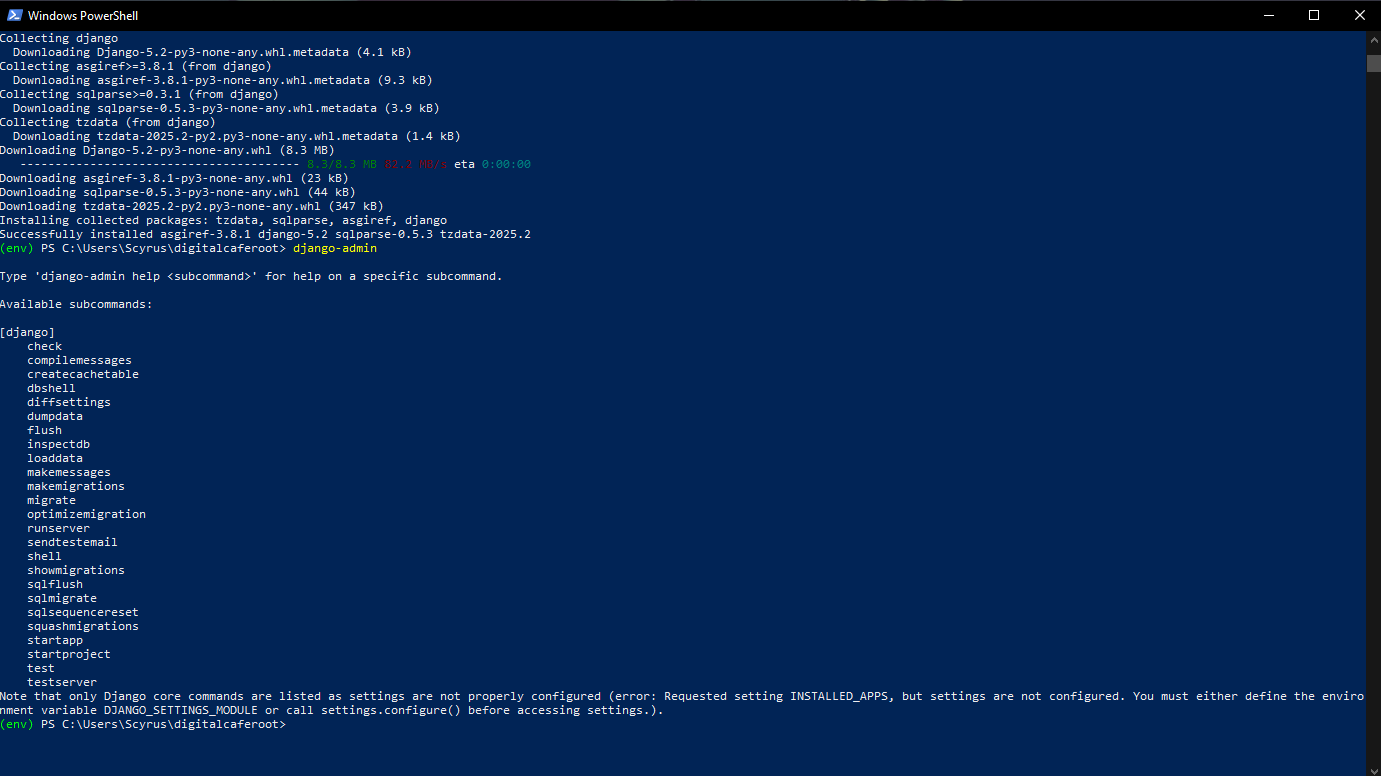 Windows PowerShell
Collecting django
  Downloading Django-5.2-py3-none-any.whl.metadata (4.1 kB)
Collecting asgiref>=3.8.1 (from django)
  Downloading asgiref-3.8.1-py3-none-any.whl.metadata (9.3 kB)
Collecting sqlparse>=0.3.1 (from django)
  Downloading sqlparse-0.5.3-py3-none-any.whl.metadata (3.9 kB)
Collecting tzdata (from django)
  Downloading tzdata-2025.2-py2.py3-none-any.whl.metadata (1.4 kB)
Downloading Django-5.2-py3-none-any.whl (8.3 MB)
   ---------------------------------------- 8.3/8.3 MB 82.2 MB/s eta 0:00:00
Downloading asgiref-3.8.1-py3-none-any.whl (23 kB)
Downloading sqlparse-0.5.3-py3-none-any.whl (44 kB)
Downloading tzdata-2025.2-py2.py3-none-any.whl (347 kB)
Installing collected packages: tzdata, sqlparse, asgiref, django
Successfully installed asgiref-3.8.1 django-5.2 sqlparse-0.5.3 tzdata-2025.2
(env) PS C:\Users\Scyrus\digitalcaferoot> django-admin

Type 'django-admin help <subcommand>' for help on a specific subcommand.

Available subcommands:

[django]
    check
    compilemessages
    createcachetable
    dbshell
    diffsettings
    dumpdata
    flush
    inspectdb
    loaddata
    makemessages
    makemigrations
    migrate
    optimizemigration
    runserver
    sendtestemail
    shell
    showmigrations
    sqlflush
    sqlmigrate
    sqlsequencereset
    squashmigrations
    startapp
    startproject
    test
    testserver
Note that only Django core commands are listed as settings are not properly configured (error: Requested setting INSTALLED_APPS, but settings are not configured. You must either define the enviro
nment variable DJANGO_SETTINGS_MODULE or call settings.configure() before accessing settings.).
(env) PS C:\Users\Scyrus\digitalcaferoot>